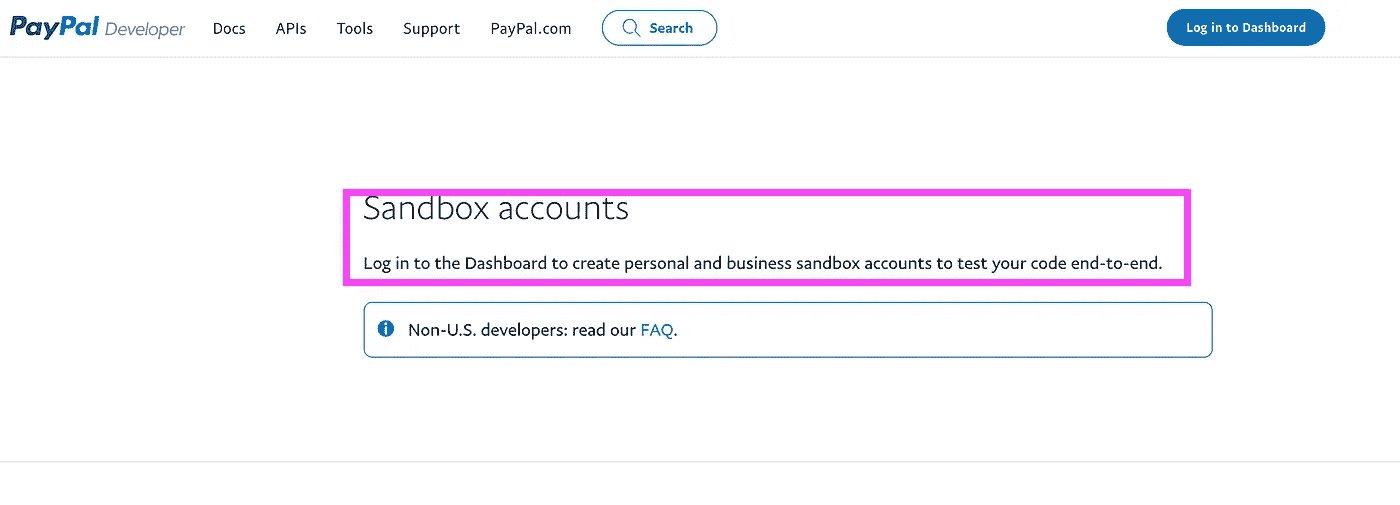 PayPal Developer Docs APIs Tools Support PayPal.com Search Log in to Dashboard
Sandbox accounts
Log in to the Dashboard to create personal and business sandbox accounts to test your code end-to-end.
Non-U.S. developers: read our FAQ.